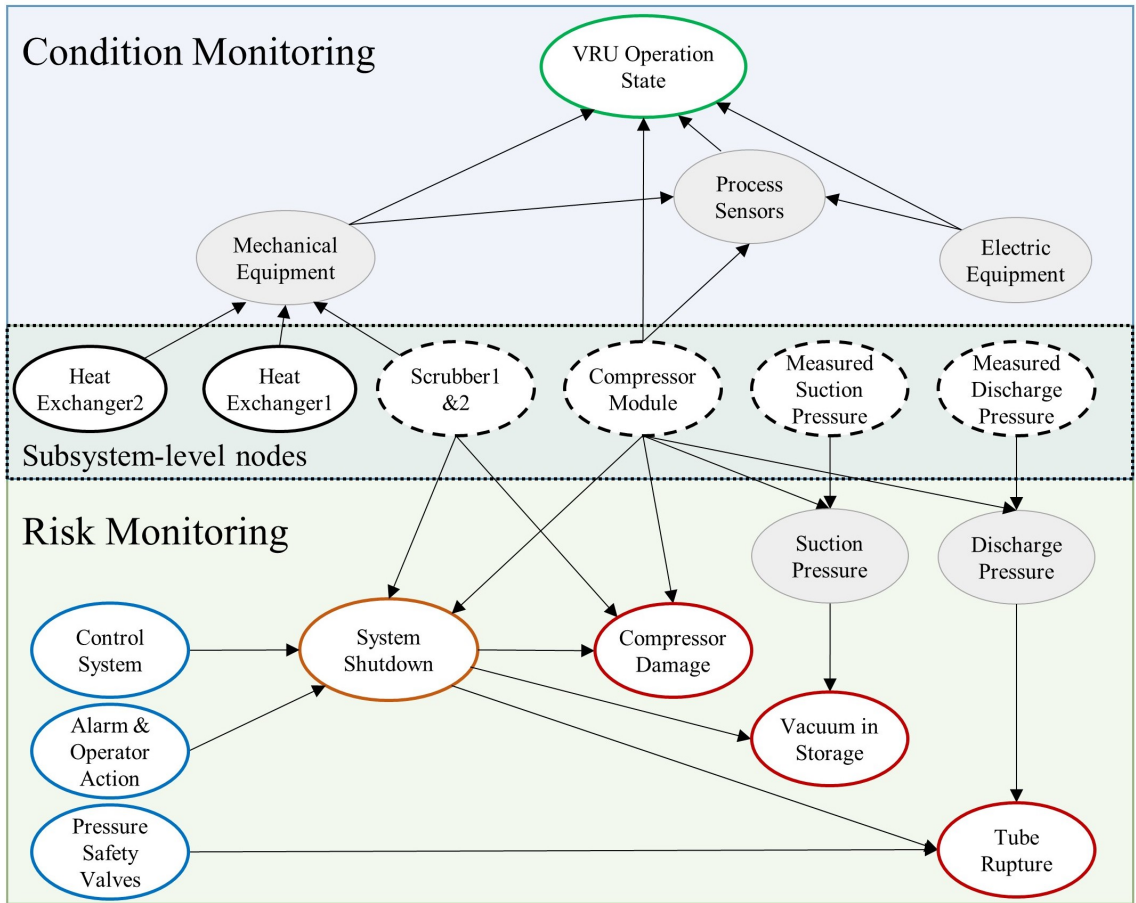 Condition Monitoring
VRU Operation
State
Process
Sensors
Mechanical
Equipment
Electric
Equipment
Heat
Exchanger2
Heat
Exchanger1
Scrubber1
&2
Compressor
Module
Measured
Suction
Pressure
Measured
Discharge
Pressure
Subsystem-level nodes
Risk Monitoring
Suction
Pressure
Discharge
Pressure
Control
System
System
Shutdown
Compressor
Damage
Alarm &
Operator
Action
Vacuum in
Storage
Pressure
Safety
Valves
Tube
Rupture